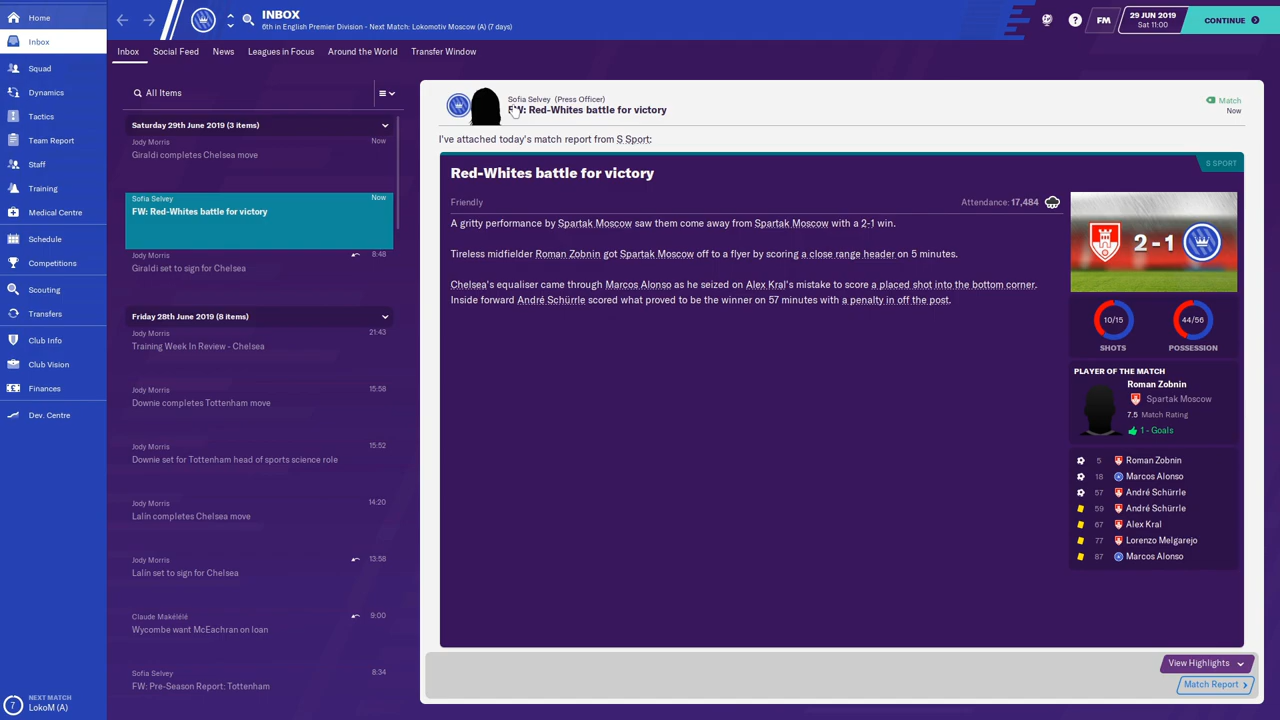 Home
Inbox
Squad
Dynamics
Tactics
Team Report
Staff
Training
Medical Centre
Schedule
Competitions
Scouting
Transfers
Club Info
Club Vision
Finances
Dev. Centre
NEXT MATCH
7 LokoM (A)
INBOX
6th in English Premier Division - Next Match: Lokomotiv Moscow (A) (7 days)
? FM 29 JUN 2019
Sat 11:00
CONTINUE
Inbox Social Feed News Leagues in Focus Around the World Transfer Window
All Items
Saturday 29th June 2019 (3 items)
Jody Morris Now
Giraldi completes Chelsea move
Sofia Selvey Now
FW: Red-Whites battle for victory
Jody Morris 8:48
Giraldi set to sign for Chelsea
Friday 28th June 2019 (8 items)
Jody Morris 21:43
Training Week In Review - Chelsea
Jody Morris 15:58
Downie completes Tottenham move
Jody Morris 15:52
Downie set for Tottenham head of sports science role
Jody Morris 14:20
Lalín completes Chelsea move
Jody Morris 13:58
Lalín set to sign for Chelsea
Claude Makélélé 9:00
Wycombe want McEachran on loan
Sofia Selvey 8:34
FW: Pre-Season Report: Tottenham
Sofia Selvey (Press Officer)
FW: Red-Whites battle for victory
Match
Now
I've attached today's match report from S Sport:
S SPORT
Red-Whites battle for victory
Friendly Attendance: 17,484
A gritty performance by Spartak Moscow saw them come away from Spartak Moscow with a 2-1 win.
Tireless midfielder Roman Zobnin got Spartak Moscow off to a flyer by scoring a close range header on 5 minutes.
Chelsea's equaliser came through Marcos Alonso as he seized on Alex Kral's mistake to score a placed shot into the bottom corner.
Inside forward André Schürrle scored what proved to be the winner on 57 minutes with a penalty in off the post.
2 - 1
10/15 44/56
SHOTS POSSESSION
PLAYER OF THE MATCH
Roman Zobnin
Spartak Moscow
7.5 Match Rating
1 - Goals
5 Roman Zobnin
18 Marcos Alonso
57 André Schürrle
59 André Schürrle
67 Alex Kral
77 Lorenzo Melgarejo
87 Marcos Alonso
View Highlights
Match Report